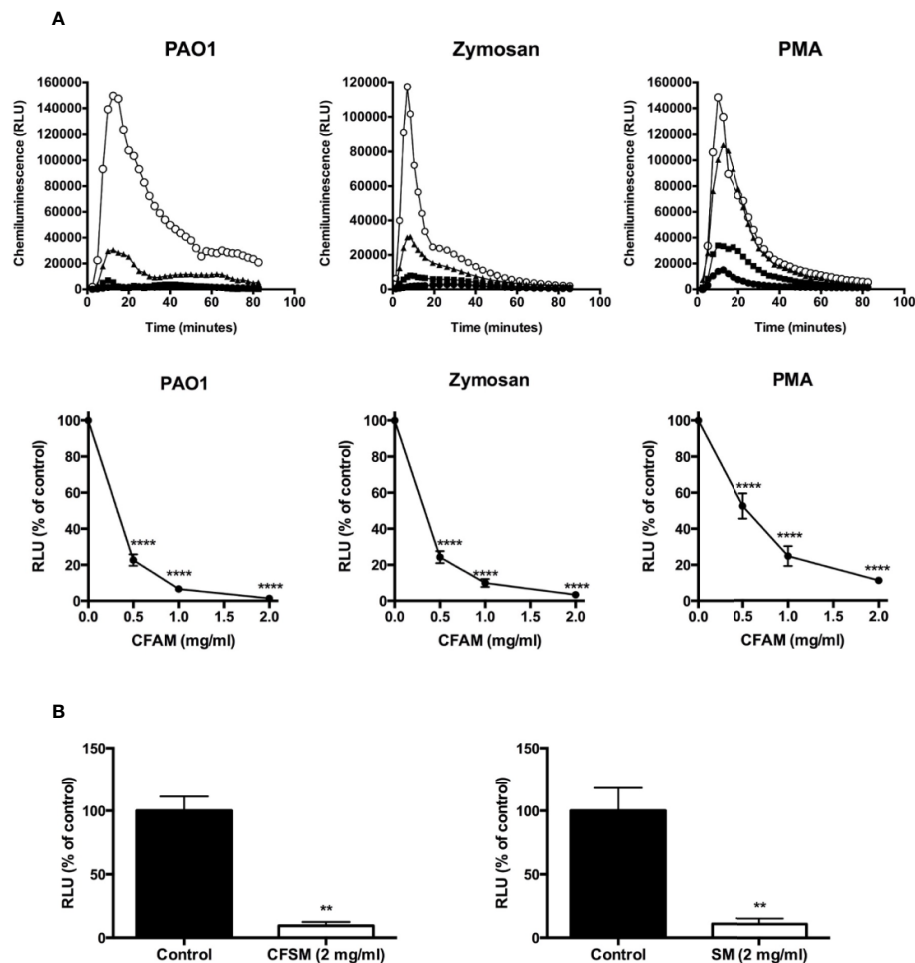 A
PAO1
Zymosan
PMA
Chemiluminescence (RLU)
160000
140000
120000
100000
80000
60000
40000
20000
0
0 20 40 60 80 100
Time (minutes)
Chemiluminescence (RLU)
120000
100000
80000
60000
40000
20000
0
0 20 40 60 80 100
Time (minutes)
Chemiluminescence (RLU)
160000
140000
120000
100000
80000
60000
40000
20000
0
0 20 40 60 80 100
Time (minutes)
PAO1
Zymosan
PMA
RLU (% of control)
100
80
60
40
20
0
****
****
****
0.0 0.5 1.0 1.5 2.0
CFAM (mg/ml)
RLU (% of control)
100
80
60
40
20
0
****
****
****
0.0 0.5 1.0 1.5 2.0
CFAM (mg/ml)
RLU (% of control)
100
80
60
40
20
0
****
****
****
0.0 0.5 1.0 1.5 2.0
CFAM (mg/ml)
B
RLU (% of control)
150
100
50
0
**
Control CFSM (2 mg/ml)
RLU (% of control)
150
100
50
0
**
Control SM (2 mg/ml)